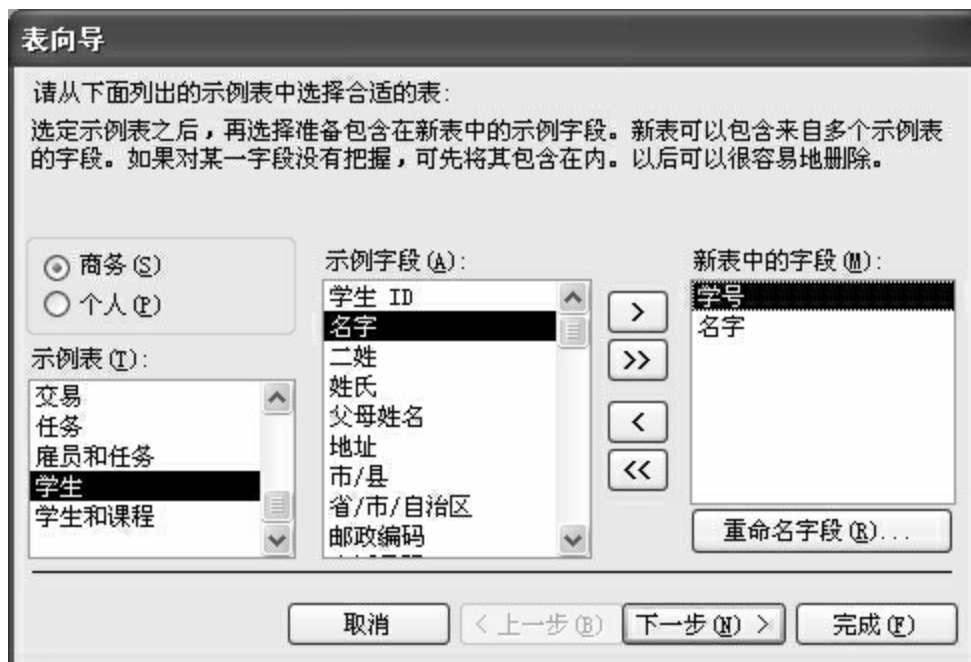 表向导
请从下面列出的示例表中选择合适的表:
选定示例表之后，再选择准备包含在新表中的示例字段。新表可以包含来自多个示例表
的字段。如果对某一字段没有把握，可先将其包含在内。以后可以很容易地删除。
商务(S)
个人(P)
示例表(T):
交易
任务
雇员和任务
学生
学生和课程
示例字段(A):
学生 ID
名字
二姓
姓氏
父母姓名
地址
市/县
省/市/自治区
邮政编码
>
>>
<
<<
新表中的字段(M):
学号
名字
重命名字段(R)...
取消
< 上一步(B)
下一步(N) >
完成(F)